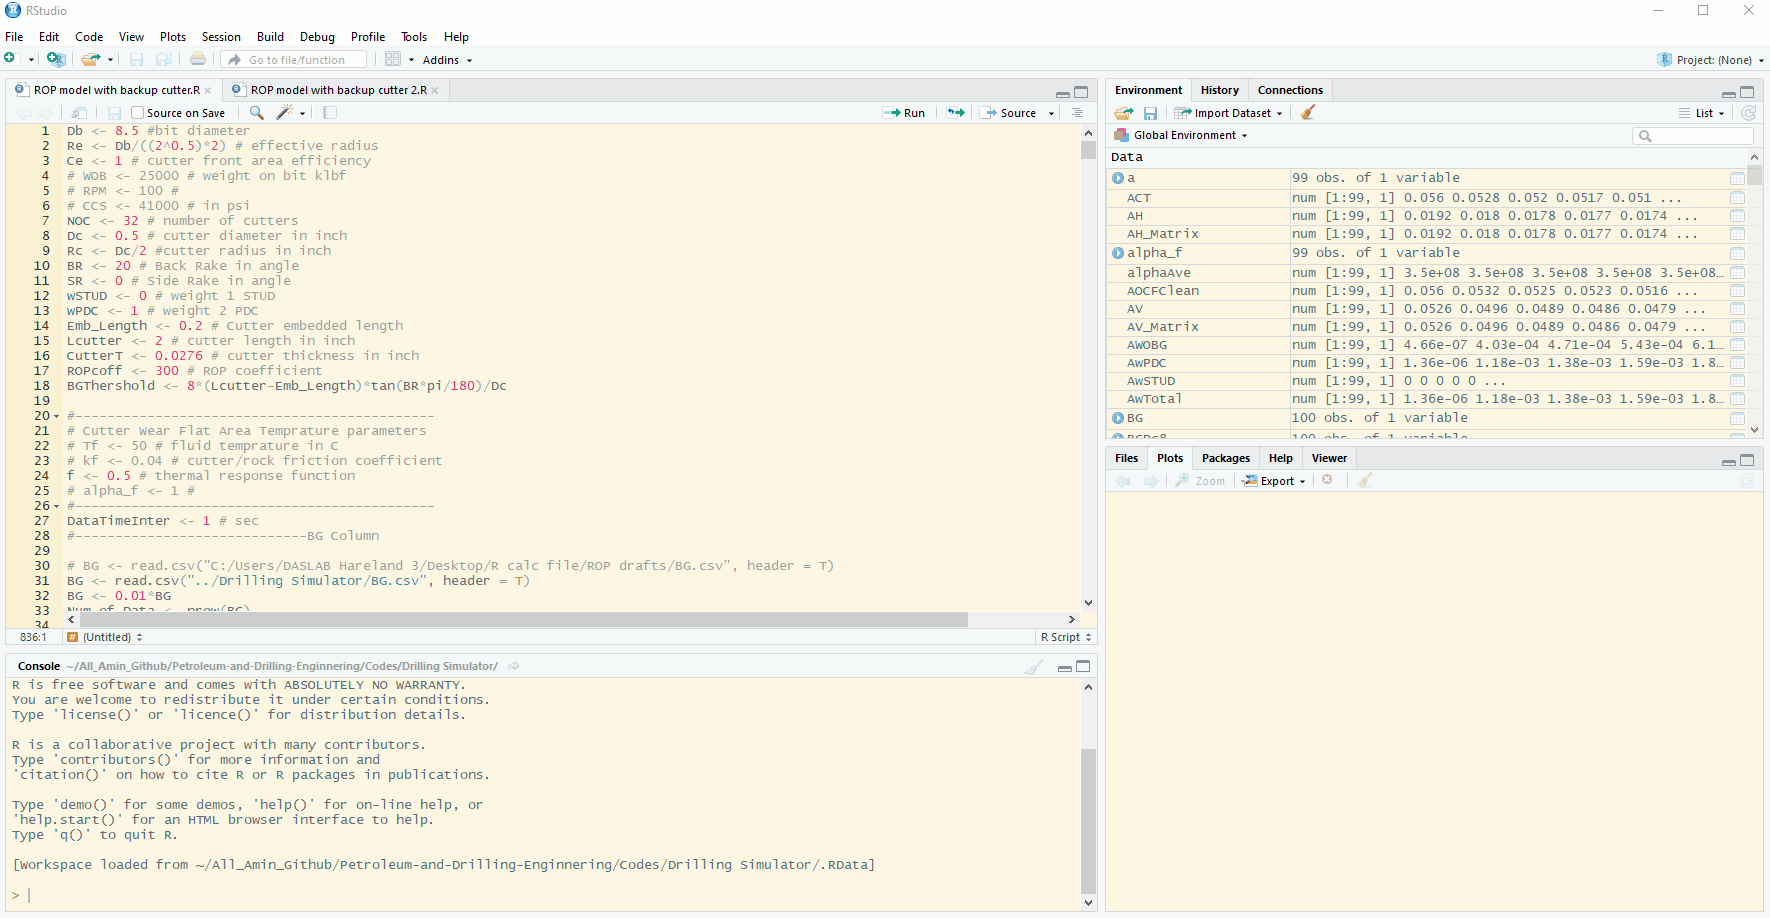 RStudio
File Edit Code View Plots Session Build Debug Profile Tools Help
Go to file/function Addins Project: (None)
ROP model with backup cutter.R ROP model with backup cutter 2.R
Source on Save Run Source
1 Db <- 8.5 #bit diameter
2 Re <- Db/((2^0.5)*2) # effective radius
3 Ce <- 1 # cutter front area efficiency
4 # WOB <- 25000 # weight on bit klbf
5 # RPM <- 100 #
6 # CCS <- 41000 # in psi
7 NOC <- 32 # number of cutters
8 Dc <- 0.5 # cutter diameter in inch
9 Rc <- Dc/2 #cutter radius in inch
10 BR <- 20 # Back Rake in angle
11 SR <- 0 # Side Rake in angle
12 wSTUD <- 0 # weight 1 STUD
13 wPDC <- 1 # weight 2 PDC
14 Emb_Length <- 0.2 # Cutter embedded length
15 Lcutter <- 2 # cutter length in inch
16 CutterT <- 0.0276 # cutter thickness in inch
17 ROPcoff <- 300 # ROP coefficient
18 BGThershold <- 8*(Lcutter-Emb_Length)*tan(BR*pi/180)/Dc
19
20 #---------------------------------------------
21 # Cutter Wear Flat Area Temprature parameters
22 # Tf <- 50 # fluid temprature in C
23 # kf <- 0.04 # cutter/rock friction coefficient
24 f <- 0.5 # thermal response function
25 # alpha_f <- 1 #
26 #---------------------------------------------
27 DataTimeInter <- 1 # sec
28 #-----------------------------BG Column
29
30 # BG <- read.csv("C:/Users/DASLAB Hareland 3/Desktop/R calc file/ROP drafts/BG.csv", header = T)
31 BG <- read.csv("../Drilling Simulator/BG.csv", header = T)
32 BG <- 0.01*BG
33 Num_of_Data <- nrow(BG)
34
836:1 (Untitled) R Script
Console ~/All_Amin_Github/Petroleum-and-Drilling-Enginnering/Codes/Drilling Simulator/
R is free software and comes with ABSOLUTELY NO WARRANTY.
You are welcome to redistribute it under certain conditions.
Type 'license()' or 'licence()' for distribution details.
R is a collaborative project with many contributors.
Type 'contributors()' for more information and
'citation()' on how to cite R or R packages in publications.
Type 'demo()' for some demos, 'help()' for on-line help, or
'help.start()' for an HTML browser interface to help.
Type 'q()' to quit R.
[Workspace loaded from ~/All_Amin_Github/Petroleum-and-Drilling-Enginnering/Codes/Drilling Simulator/.RData]
>
Environment History Connections
Import Dataset List
Global Environment
Data
a 99 obs. of 1 variable
ACT num [1:99, 1] 0.056 0.0528 0.052 0.0517 0.051 ...
AH num [1:99, 1] 0.0192 0.018 0.0178 0.0177 0.0174 ...
AH_Matrix num [1:99, 1] 0.0192 0.018 0.0178 0.0177 0.0174 ...
alpha_f 99 obs. of 1 variable
alphaAve num [1:99, 1] 3.5e+08 3.5e+08 3.5e+08 3.5e+08 3.5e+08...
AOCFClean num [1:99, 1] 0.056 0.0532 0.0525 0.0523 0.0516 ...
AV num [1:99, 1] 0.0526 0.0496 0.0489 0.0486 0.0479 ...
AV_Matrix num [1:99, 1] 0.0526 0.0496 0.0489 0.0486 0.0479 ...
AWOBG num [1:99, 1] 4.66e-07 4.03e-04 4.71e-04 5.43e-04 6.1...
AwPDC num [1:99, 1] 1.36e-06 1.18e-03 1.38e-03 1.59e-03 1.8...
AwSTUD num [1:99, 1] 0 0 0 0 0 ...
AwTotal num [1:99, 1] 1.36e-06 1.18e-03 1.38e-03 1.59e-03 1.8...
BG 100 obs. of 1 variable
100 obs. of 1 variable
Files Plots Packages Help Viewer
Zoom Export